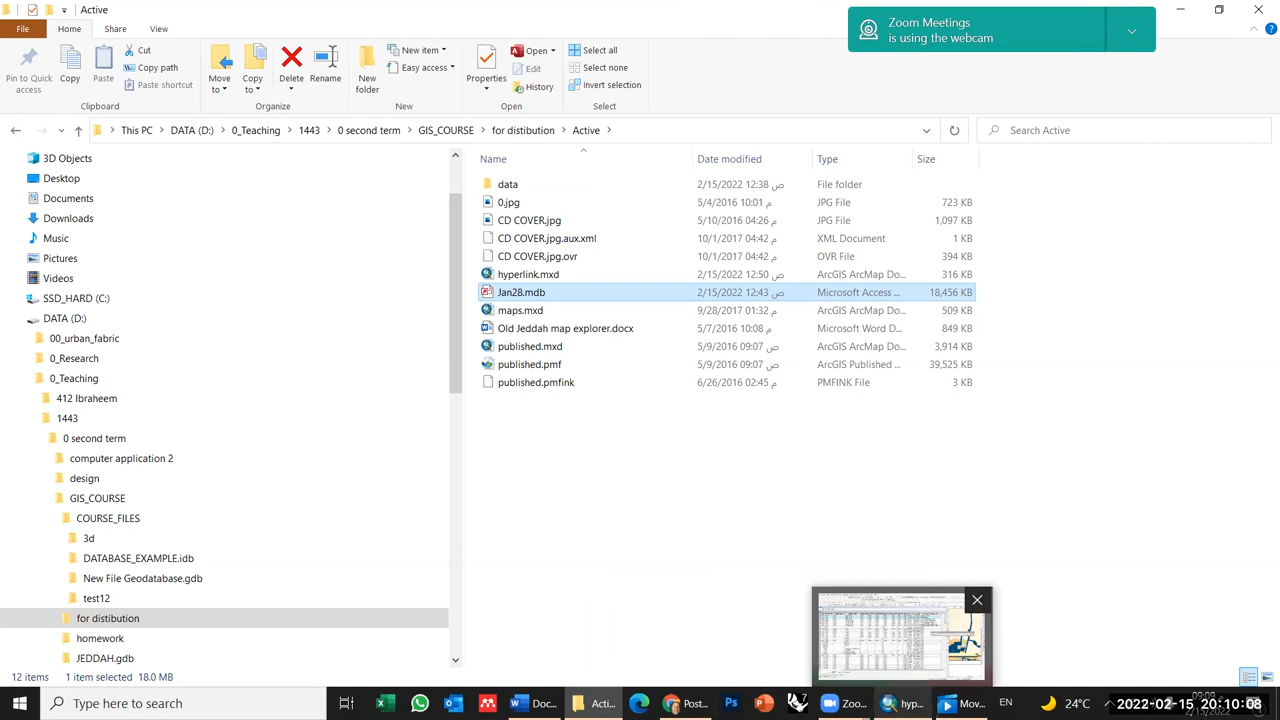 Active
Zoom Meetings
is using the webcam
File Home Share View
Pin to Quick access
Copy
Paste
Cut
Copy path
Paste shortcut
Clipboard
Move to
Copy to
Delete
Rename
Organize
New folder
New item
Easy access
New
Properties
Open
Edit
History
Open
Select all
Select none
Invert selection
Select
This PC > DATA (D:) > 0_Teaching > 1443 > 0 second term > GIS_COURSE > for distibution > Active >
Search Active
Name Date modified Type Size
data 2/15/2022 12:38 ص File folder
0.jpg 5/4/2016 10:01 م JPG File 723 KB
CD COVER.jpg 5/10/2016 04:26 م JPG File 1,097 KB
CD COVER.jpg.aux.xml 10/1/2017 04:42 م XML Document 1 KB
CD COVER.jpg.ovr 10/1/2017 04:42 م OVR File 394 KB
hyperlink.mxd 2/15/2022 12:50 ص ArcGIS ArcMap Do... 316 KB
Jan28.mdb 2/15/2022 12:43 ص Microsoft Access ... 18,456 KB
maps.mxd 9/28/2017 01:32 م ArcGIS ArcMap Do... 509 KB
Old Jeddah map explorer.docx 5/7/2016 10:08 م Microsoft Word D... 849 KB
published.mxd 5/9/2016 09:07 ص ArcGIS ArcMap Do... 3,914 KB
published.pmf 5/9/2016 09:07 ص ArcGIS Published ... 39,525 KB
published.pmfink 6/26/2016 02:45 م PMFINK File 3 KB
3D Objects
Desktop
Documents
Downloads
Music
Pictures
Videos
SSD_HARD (C:)
DATA (D:)
00_urban_fabric
0_Research
0_Teaching
412 Ibraheem
1443
0 second term
computer application 2
design
GIS_COURSE
COURSE_FILES
3d
DATABASE_EXAMPLE.idb
New File Geodatabase.gdb
test12
for distibution
homework
JEDDAH.gdb
12 items 1 item selected 18.0 MB
Type here to search
Doc...
Acti...
Post...
Zoo...
hyp...
Mov...
EN
24°C
2022-02-15 20:10:08